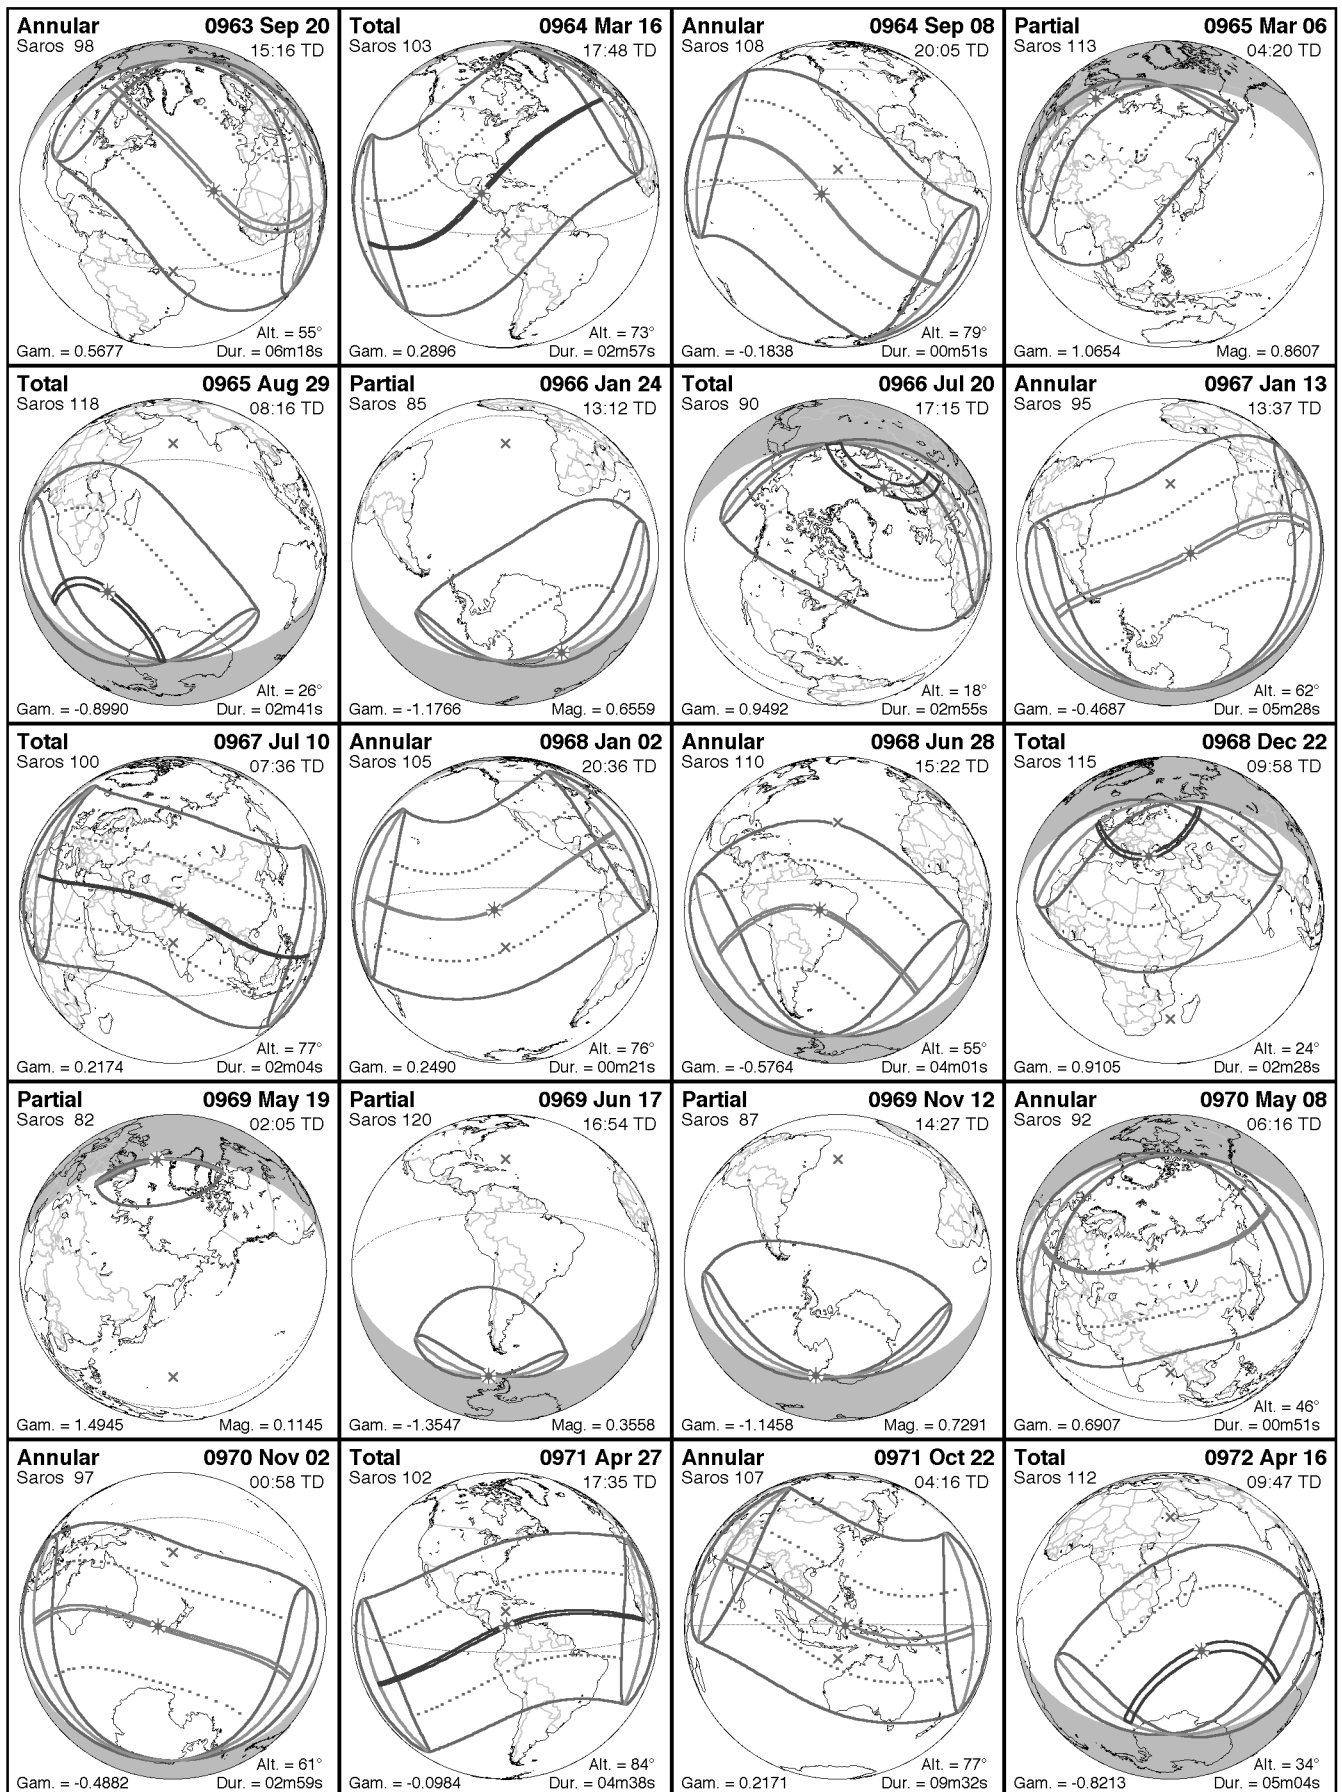 Annular 0963 Sep 20
Saros 98 15:16 TD
Alt. = 55°
Gam. = 0.5677 Dur. = 06m18s
Total 0964 Mar 16
Saros 103 17:48 TD
Alt. = 73°
Gam. = 0.2896 Dur. = 02m57s
Annular 0964 Sep 08
Saros 108 20:05 TD
Alt. = 79°
Gam. = -0.1838 Dur. = 00m51s
Partial 0965 Mar 06
Saros 113 04:20 TD
Gam. = 1.0654 Mag. = 0.8607
Total 0965 Aug 29
Saros 118 08:16 TD
Alt. = 26°
Gam. = -0.8990 Dur. = 02m41s
Partial 0966 Jan 24
Saros 85 13:12 TD
Gam. = -1.1766 Mag. = 0.6559
Total 0966 Jul 20
Saros 90 17:15 TD
Alt. = 18°
Gam. = 0.9492 Dur. = 02m55s
Annular 0967 Jan 13
Saros 95 13:37 TD
Alt. = 62°
Gam. = -0.4687 Dur. = 05m28s
Total 0967 Jul 10
Saros 100 07:36 TD
Alt. = 77°
Gam. = 0.2174 Dur. = 02m04s
Annular 0968 Jan 02
Saros 105 20:36 TD
Alt. = 76°
Gam. = 0.2490 Dur. = 00m21s
Annular 0968 Jun 28
Saros 110 15:22 TD
Alt. = 55°
Gam. = -0.5764 Dur. = 04m01s
Total 0968 Dec 22
Saros 115 09:58 TD
Alt. = 24°
Gam. = 0.9105 Dur. = 02m28s
Partial 0969 May 19
Saros 82 02:05 TD
Gam. = 1.4945 Mag. = 0.1145
Partial 0969 Jun 17
Saros 120 16:54 TD
Gam. = -1.3547 Mag. = 0.3558
Partial 0969 Nov 12
Saros 87 14:27 TD
Gam. = -1.1458 Mag. = 0.7291
Annular 0970 May 08
Saros 92 06:16 TD
Alt. = 46°
Gam. = 0.6907 Dur. = 00m51s
Annular 0970 Nov 02
Saros 97 00:58 TD
Alt. = 61°
Gam. = -0.4882 Dur. = 02m59s
Total 0971 Apr 27
Saros 102 17:35 TD
Alt. = 84°
Gam. = -0.0984 Dur. = 04m38s
Annular 0971 Oct 22
Saros 107 04:16 TD
Alt. = 77°
Gam. = 0.2171 Dur. = 09m32s
Total 0972 Apr 16
Saros 112 09:47 TD
Alt. = 34°
Gam. = -0.8213 Dur. = 05m04s